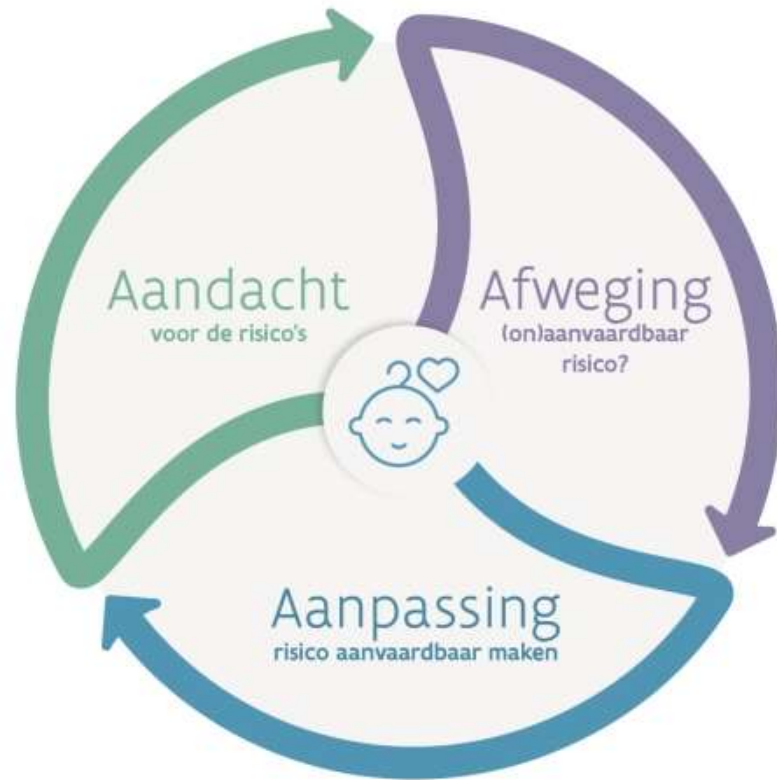 Aandacht
voor de risico's
Afweging
(on)aanvaardbaar
risico?
Aanpassing
risico aanvaardbaar maken